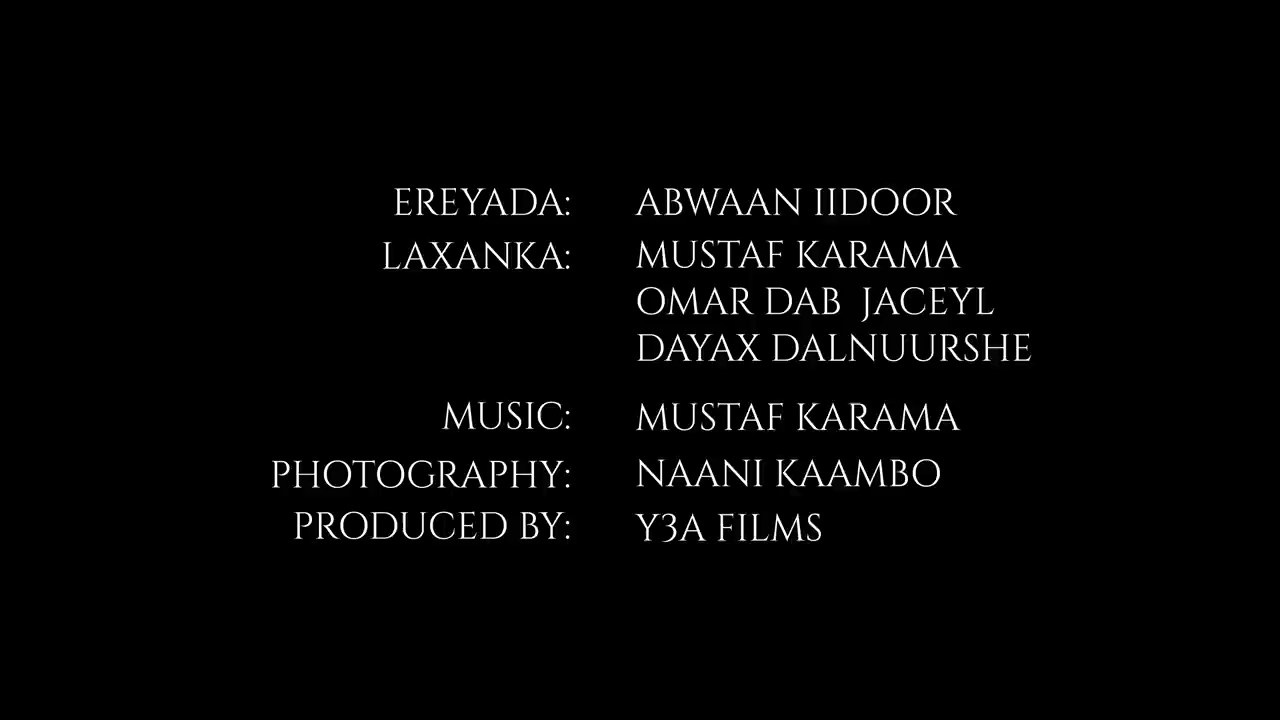 EREYADA: ABWAAN IIDOOR
LAXANKA: MUSTAF KARAMA
OMAR DAB JACEYL
DAYAX DALNUURSHE
MUSIC: MUSTAF KARAMA
PHOTOGRAPHY: NAANI KAAMBO
PRODUCED BY: Y3A FILMS